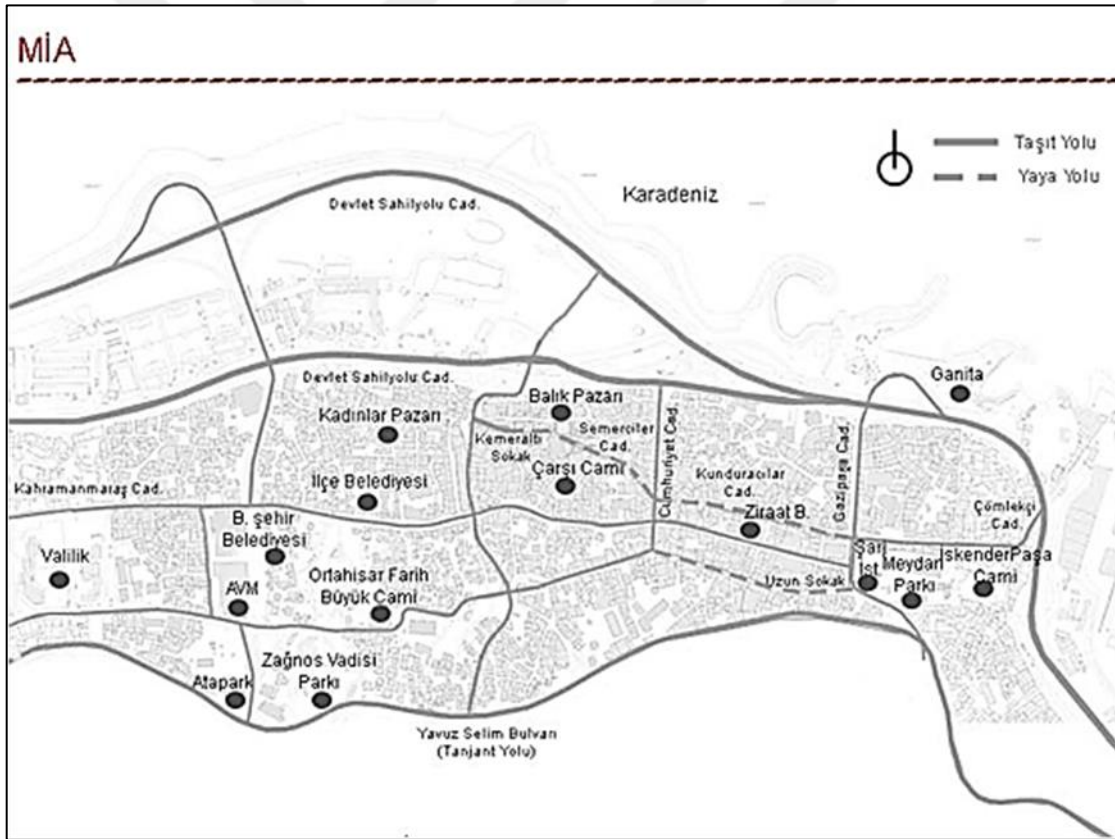 MİA
Taşıt Yolu
Yaya Yolu
Karadeniz
Devlet Sahilyolu Cad.
Ganita
Devlet Sahilyolu Cad.
Balık Pazarı
Kadınlar Pazarı
Semerciler
Cad.
Kemeraltı
Sokak
Cumhuriyet Cad.
Çarşı Cami
Kunduracılar
Cad.
Gazipaşa Cad.
İlçe Belediyesi
Kahramanmaraş Cad.
Çömlekçi
Cad.
Ziraat B.
B. şehir
Belediyesi
Valilik
Şan
İst
Meydan
Parkı
İskenderPaşa
Cami
Ortahisar Farih
Büyük Cami
AVM
Uzun Sokak
Zağnos Vadisi
Parkı
Atapark
Yavuz Selim Bulvarı
(Tanjant Yolu)